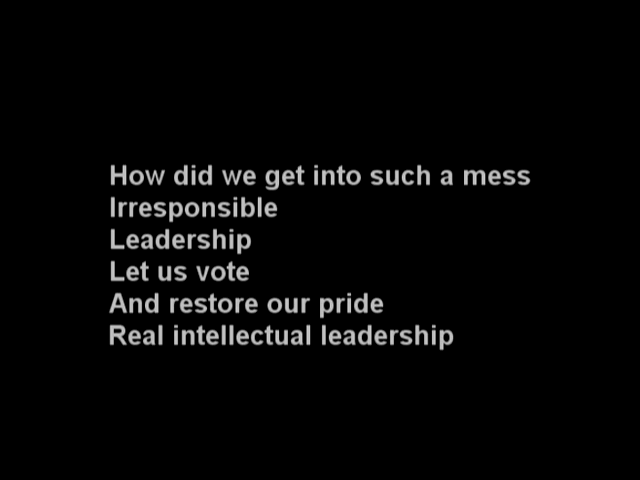 How did we get into such a mess
Irresponsible
Leadership
Let us vote
And restore our pride
Real intellectual leadership